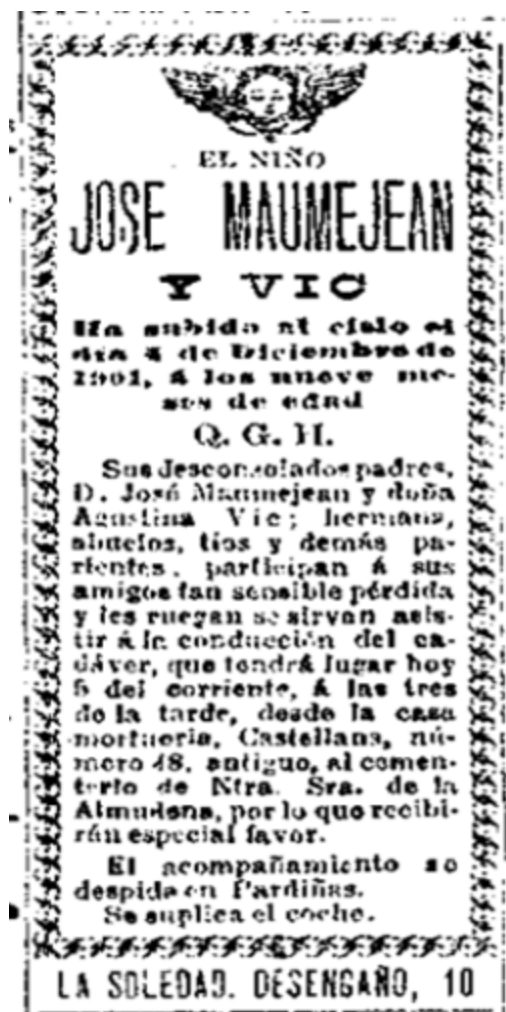 EL NIÑO
JOSE MAUMEJEAN
Y VIC
Ha subido al cielo el
día 4 de Diciembre de
1901, á los nueve me-
ses de edad
Q. G. H.
Sus desconsolados padres,
D. José Maumejean y doña
Agustina Vic; hermana,
abuelos, tíos y demás pa-
rientes, participan á sus
amigos tan sensible pérdida
y les ruegan se sirvan asis-
tir á la conducción del ca-
dáver, que tendrá lugar hoy
5 del corriente, á las tres
de la tarde, desde la casa
mortuoria, Castellana, nú-
mero 48, antiguo, al cemen-
terio de Ntra. Sra. de la
Almudena, por lo que recibi-
rán especial favor.
El acompañamiento se
despide en Pardiñas.
Se suplica el coche.
LA SOLEDAD. DESENGAÑO, 10